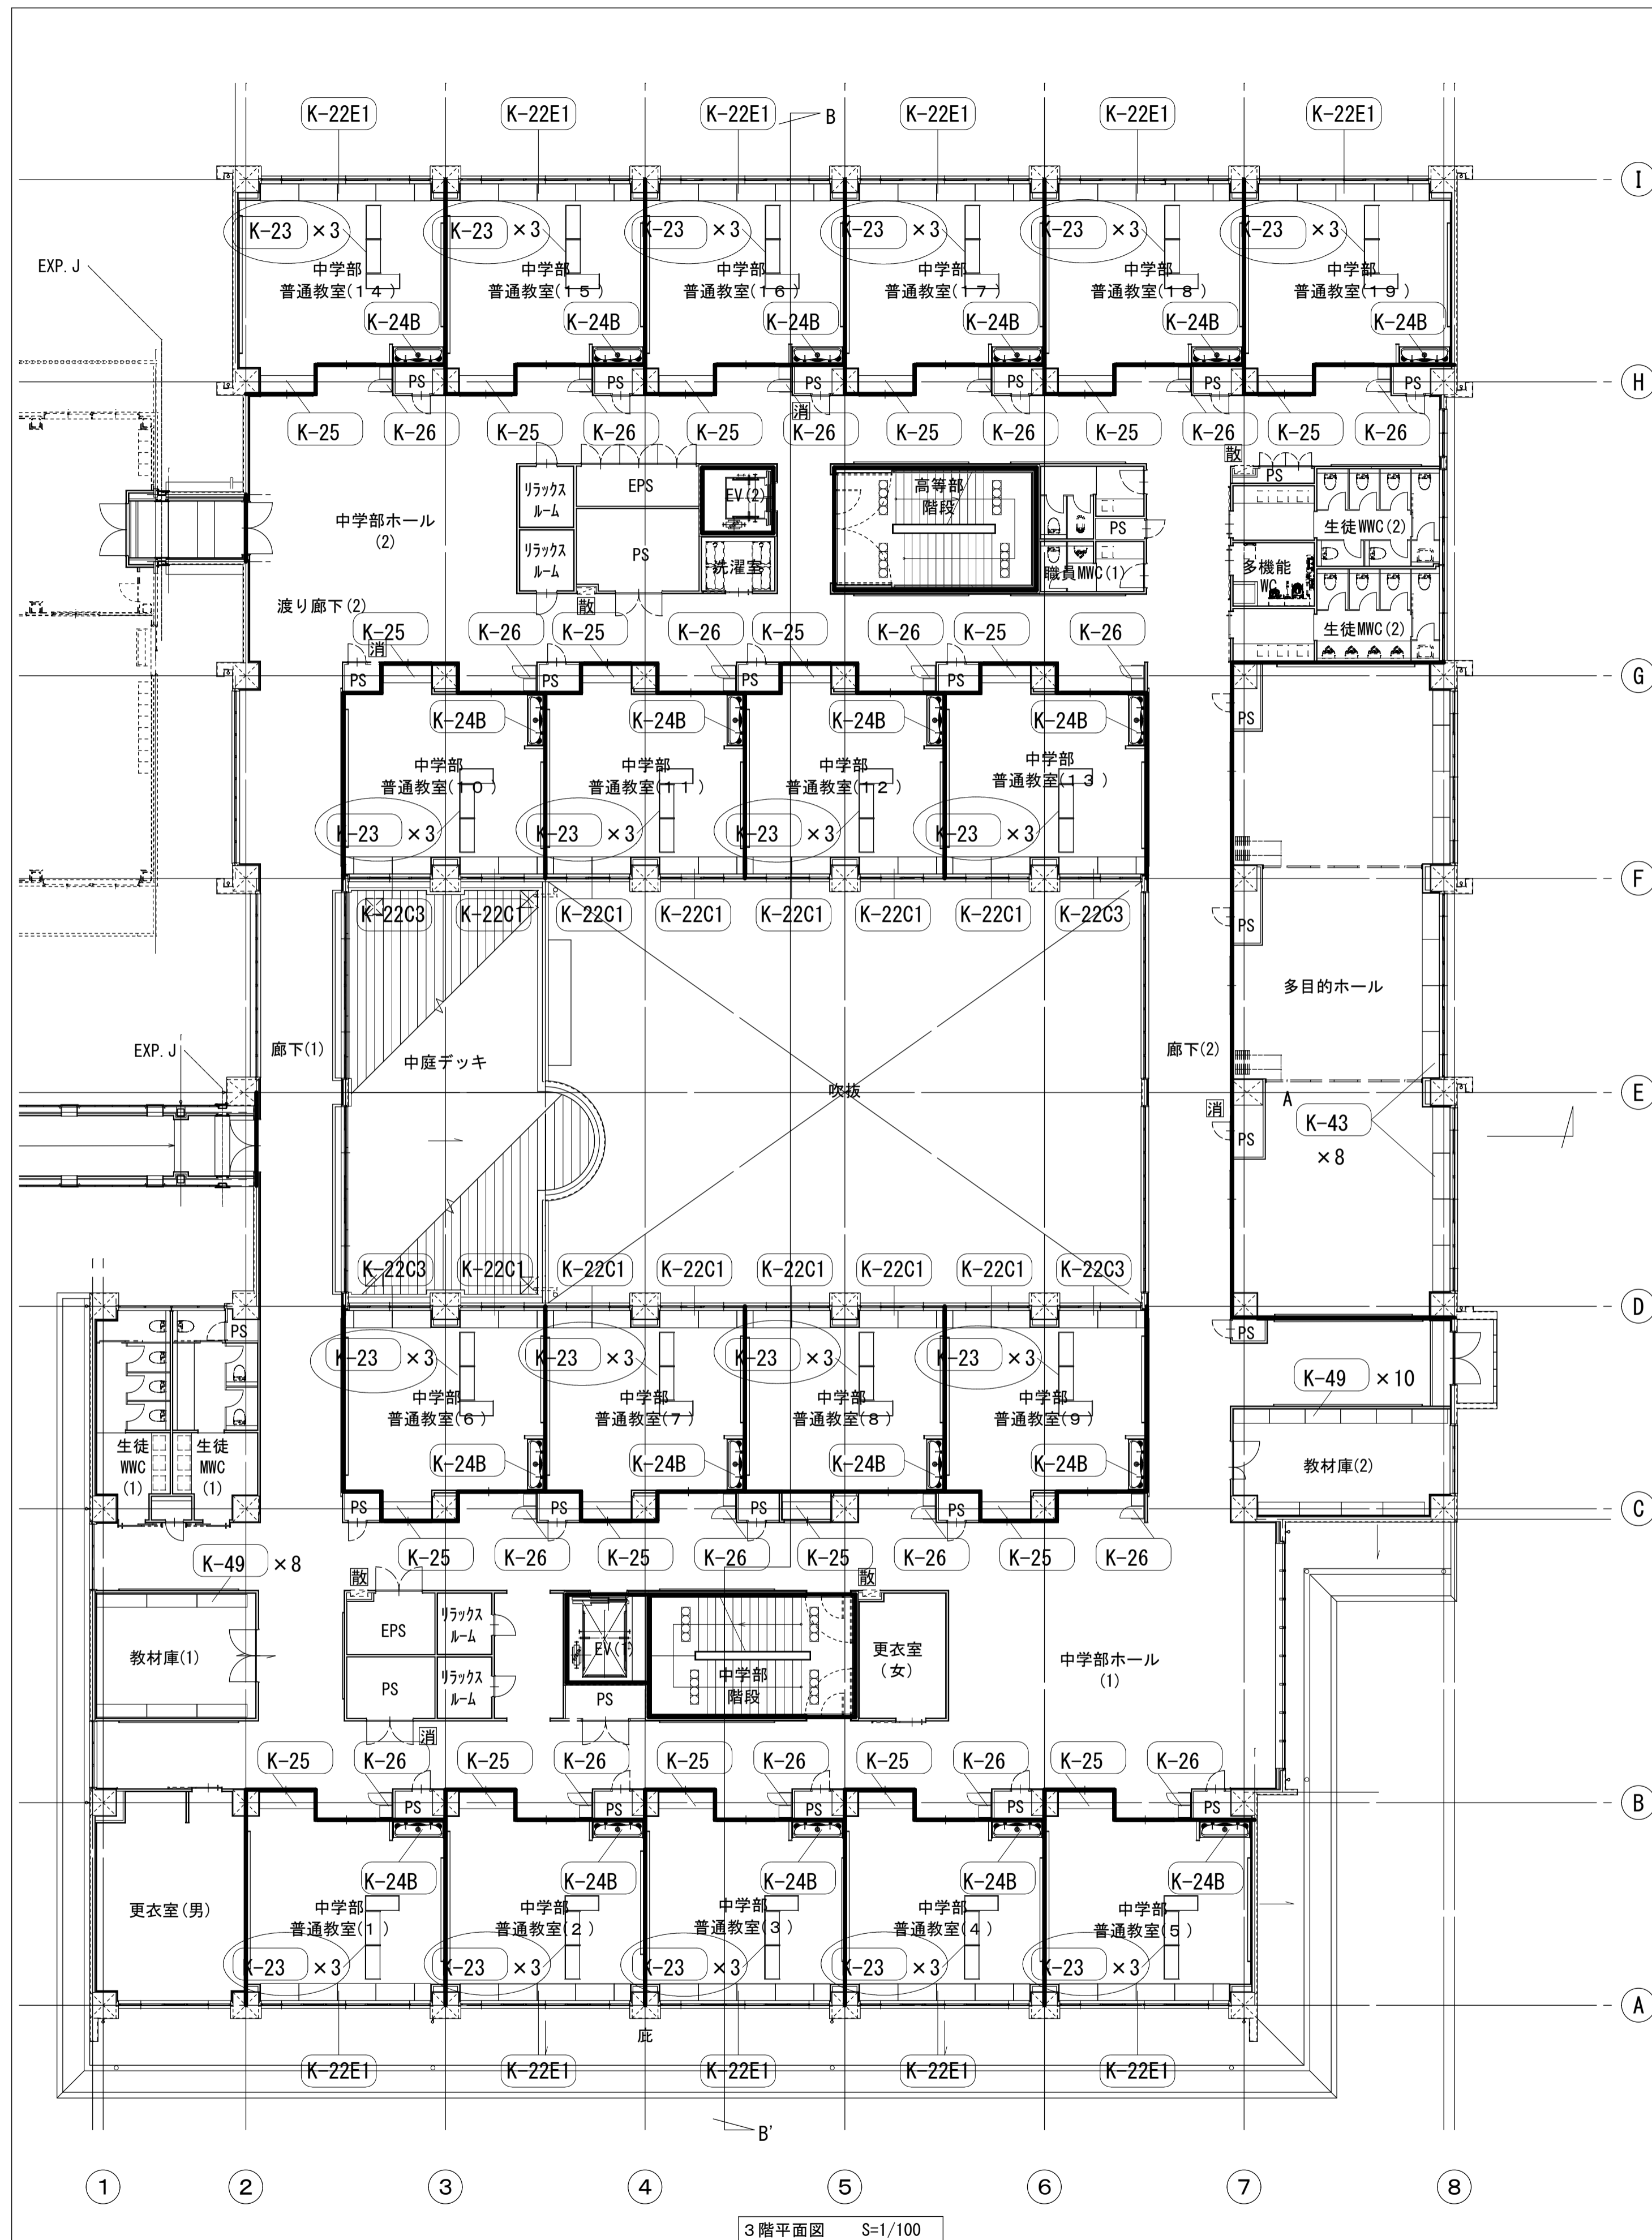 K-22E1 K-22E1 K-22E1 K-22E1 K-22E1 K-22E1
B
I
K-23 ×3 K-23 ×3 K-23 ×3 K-23 ×3 K-23 ×3 K-23 ×3
EXP.J
中学部 中学部 中学部 中学部 中学部 中学部
普通教室(14) 普通教室(15) 普通教室(16) 普通教室(17) 普通教室(18) 普通教室(19)
K-24B K-24B K-24B K-24B K-24B K-24B
PS PS PS PS PS PS
H
消
K-25 K-26 K-25 K-26 K-25 K-26 K-25 K-26 K-25 K-26 K-25 K-26
散
PS
リラックス
ルーム
EPS
EV(2)
高等部
階段
中学部ホール
(2)
PS
生徒WWC(2)
リラックス
ルーム
PS
洗濯室
職員MWC(1)
多機能
WC
渡り廊下(2)
散
生徒MWC(2)
K-25 K-26 K-25 K-26 K-25 K-26 K-25 K-26
消
PS PS PS PS
G
K-24B K-24B K-24B K-24B
PS
中学部 中学部 中学部 中学部
普通教室(10) 普通教室(11) 普通教室(12) 普通教室(13)
K-23 ×3 K-23 ×3 K-23 ×3 K-23 ×3
F
K-22C3 K-22C1 K-22C1 K-22C1 K-22C1 K-22C1 K-22C1 K-22C3
PS
多目的ホール
EXP.J
廊下(1)
中庭デッキ
廊下(2)
吹抜
E
A
消
K-43
×8
PS
K-22C3 K-22C1 K-22C1 K-22C1 K-22C1 K-22C1 K-22C1 K-22C3
D
PS
PS
K-23 ×3 K-23 ×3 K-23 ×3 K-23 ×3
K-49 ×10
中学部 中学部 中学部 中学部
普通教室(6) 普通教室(7) 普通教室(8) 普通教室(9)
生徒
WWC
(1)
生徒
MWC
(1)
K-24B K-24B K-24B K-24B
教材庫(2)
PS PS PS PS
C
K-25 K-26 K-25 K-26 K-25 K-26 K-25 K-26
K-49 ×8
散 散
EPS
リラックス
ルーム
教材庫(1)
EV(1)
更衣室
(女)
中学部ホール
(1)
PS
リラックス
ルーム
PS
中学部
階段
消
K-25 K-26 K-25 K-26 K-25 K-26 K-25 K-26 K-25 K-26
PS PS PS PS PS
B
K-24B K-24B K-24B K-24B K-24B
更衣室(男)
中学部 中学部 中学部 中学部 中学部
普通教室(1) 普通教室(2) 普通教室(3) 普通教室(4) 普通教室(5)
K-23 ×3 K-23 ×3 K-23 ×3 K-23 ×3 K-23 ×3
A
庇
K-22E1 K-22E1 K-22E1 K-22E1 K-22E1
B'
1 2 3 4 5 6 7 8
3階平面図 S=1/100